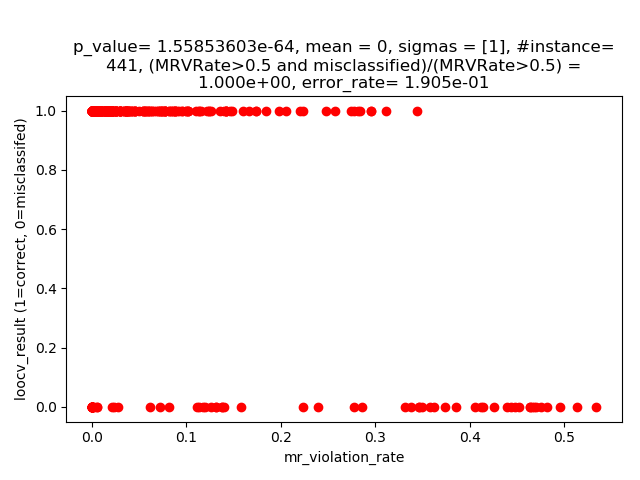 p_value= 1.55853603e-64, mean = 0, sigmas = [1], #instance=
441, (MRVRate>0.5 and misclassified)/(MRVRate>0.5) =
1.000e+00, error_rate= 1.905e-01
1.0
0.8
0.6
0.4
0.2
0.0
loocv_result (1=correct, 0=misclassifed)
0.0 0.1 0.2 0.3 0.4 0.5
mr_violation_rate